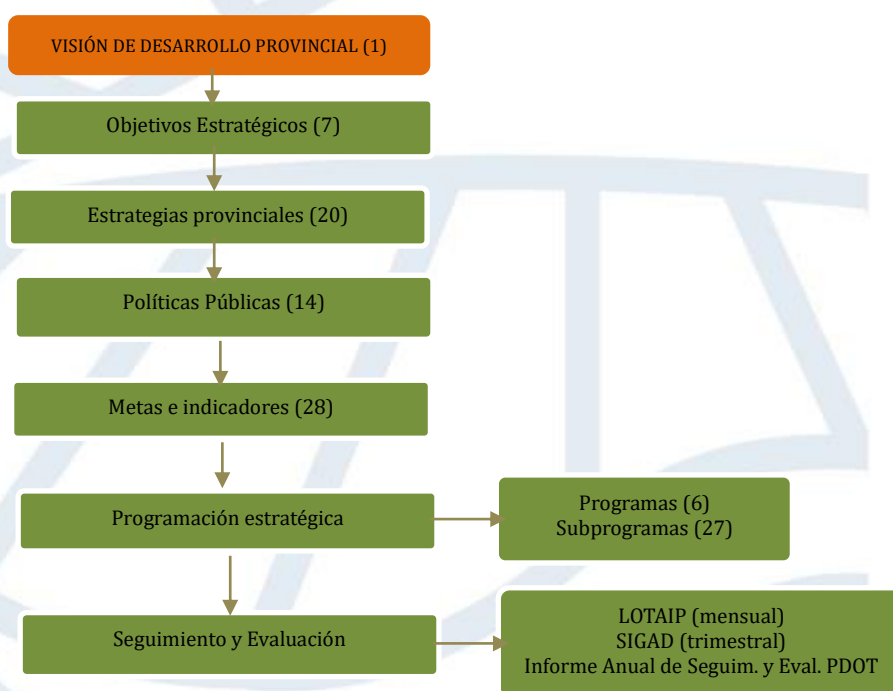 VISIÓN DE DESARROLLO PROVINCIAL (1)
Objetivos Estratégicos (7)
Estrategias provinciales (20)
Políticas Públicas (14)
Metas e indicadores (28)
Programación estratégica
Programas (6)
Subprogramas (27)
Seguimiento y Evaluación
LOTAIP (mensual)
SIGAD (trimestral)
Informe Anual de Seguim. y Eval. PDOT